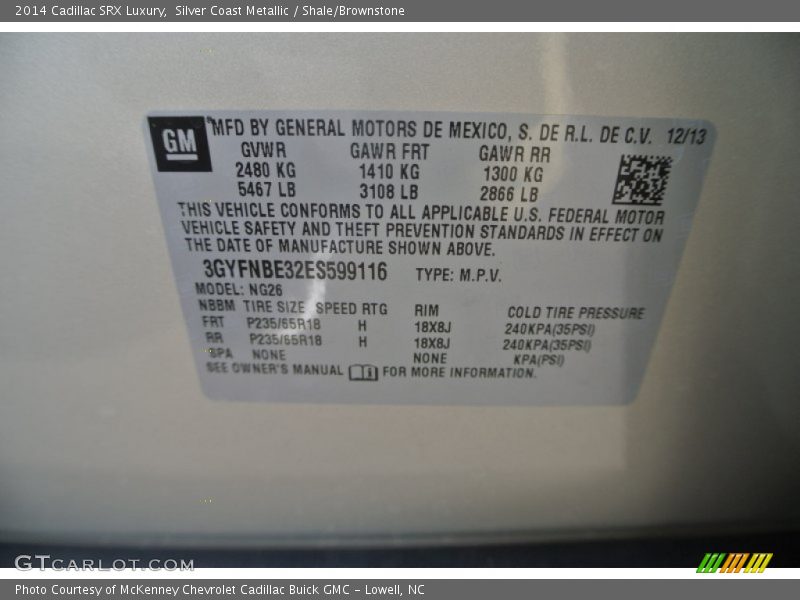 2014 Cadillac SRX Luxury,  Silver Coast Metallic / Shale/Brownstone
GM ® MFD BY GENERAL MOTORS DE MEXICO, S. DE R.L. DE C.V. 12/13
GVWR GAWR FRT GAWR RR
2480 KG 1410 KG 1300 KG
5467 LB 3108 LB 2866 LB
THIS VEHICLE CONFORMS TO ALL APPLICABLE U.S. FEDERAL MOTOR
VEHICLE SAFETY AND THEFT PREVENTION STANDARDS IN EFFECT ON
THE DATE OF MANUFACTURE SHOWN ABOVE.
3GYFNBE32ES599116 TYPE: M.P.V.
MODEL: NG26
NBBM TIRE SIZE SPEED RTG RIM COLD TIRE PRESSURE
FRT P235/65R18 H 18X8J 240KPA(35PSI)
RR P235/65R18 H 18X8J 240KPA(35PSI)
SPA NONE NONE KPA(PSI)
SEE OWNER'S MANUAL FOR MORE INFORMATION.
GTCARLOT.COM
Photo Courtesy of McKenney Chevrolet Cadillac Buick GMC – Lowell, NC